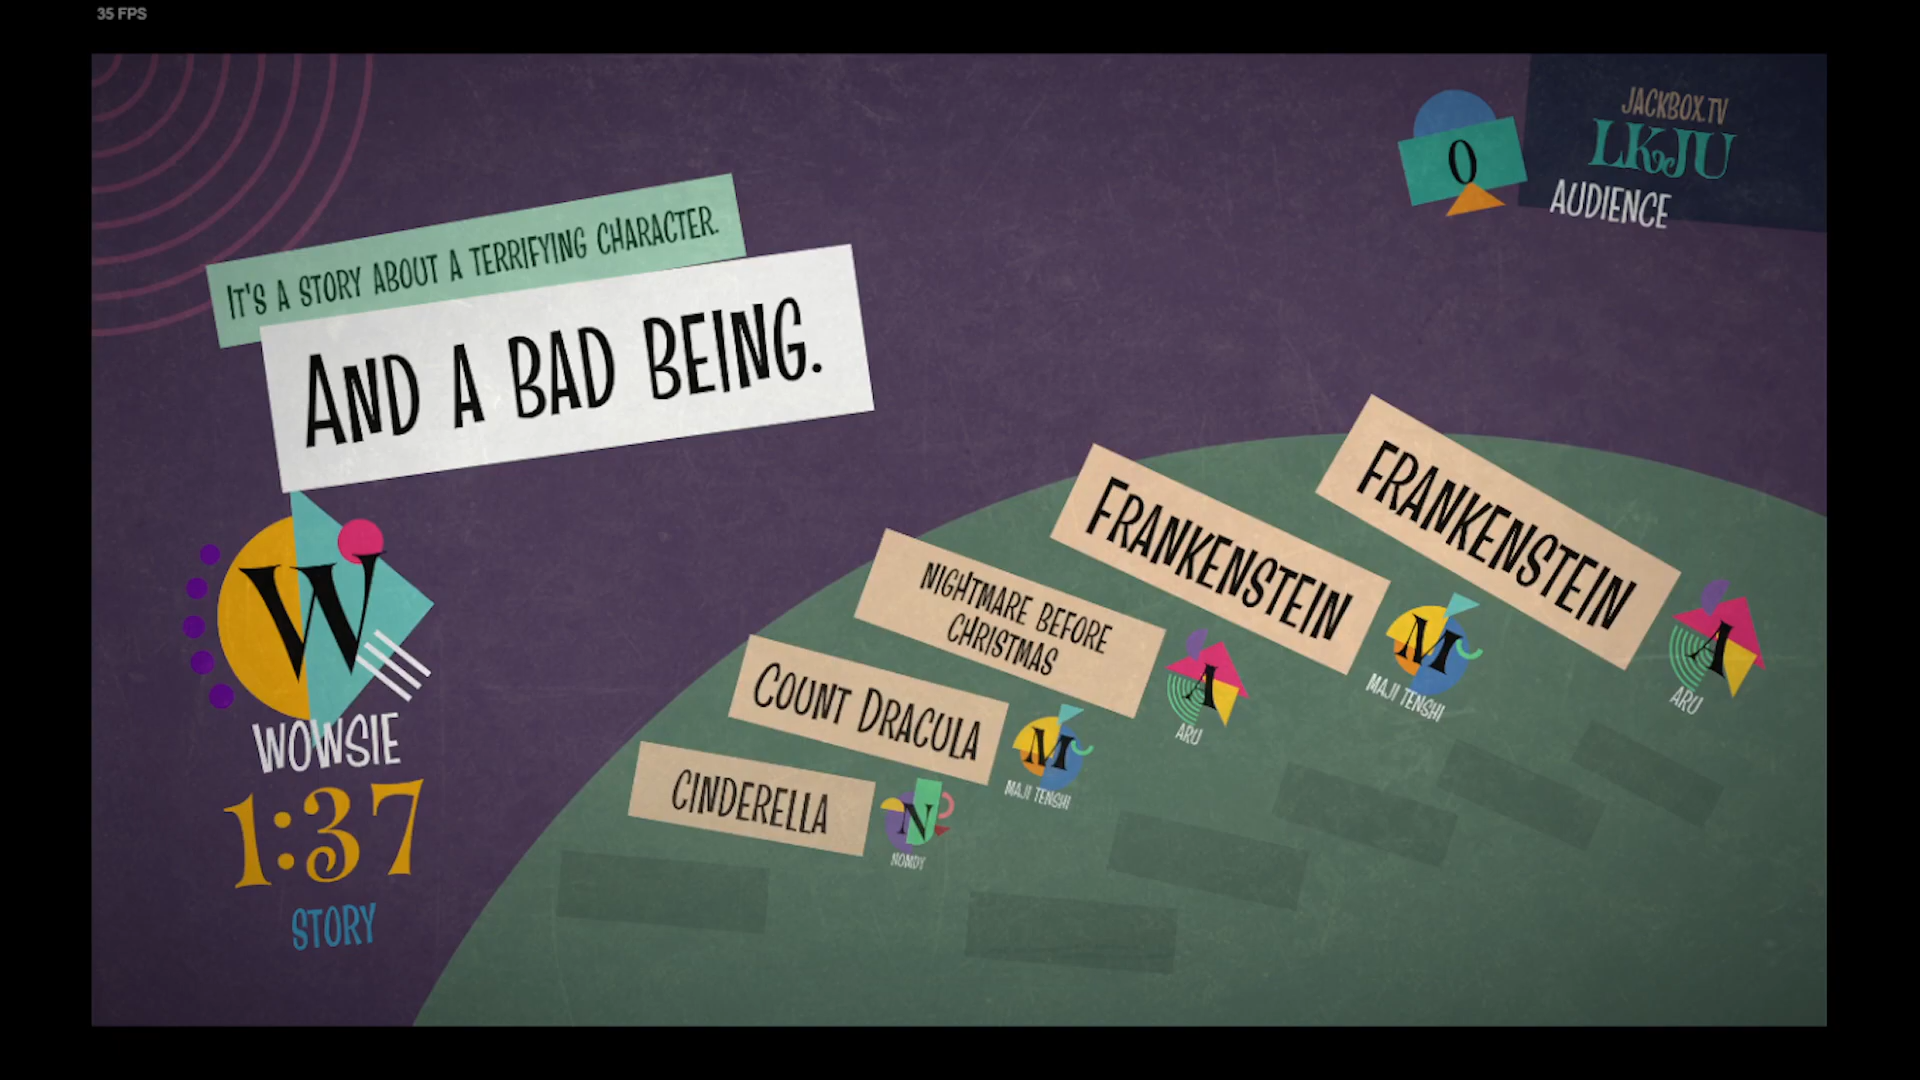 35 FPS
JACKBOX.TV
LKJU
0
AUDIENCE
IT'S A STORY ABOUT A TERRIFYING CHARACTER.
AND A BAD BEING.
W
WOWSIE
1:37
STORY
FRANKENSTEIN
A
ARU
FRANKENSTEIN
M
MAJI TENSHI
NIGHTMARE BEFORE
CHRISTMAS
A
ARU
COUNT DRACULA
M
MAJI TENSHI
CINDERELLA
N
NOMDY